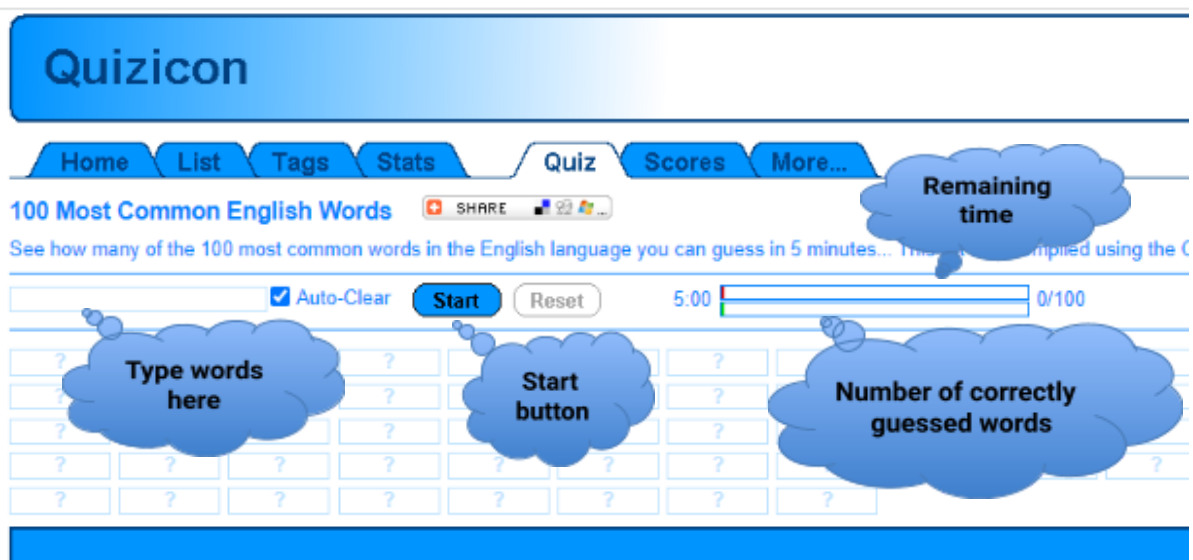 Quizicon
Home List Tags Stats Quiz Scores More...
Remaining
time
100 Most Common English Words SHARE ...
See how many of the 100 most common words in the English language you can guess in 5 minutes... using the
Auto-Clear Start Reset 5:00 0/100
? ? ?
Type words
here
Start
button
Number of correctly
guessed words
? ? ?
? ? ?
? ? ? ? ? ? ? ?
? ? ? ? ? ? ? ?